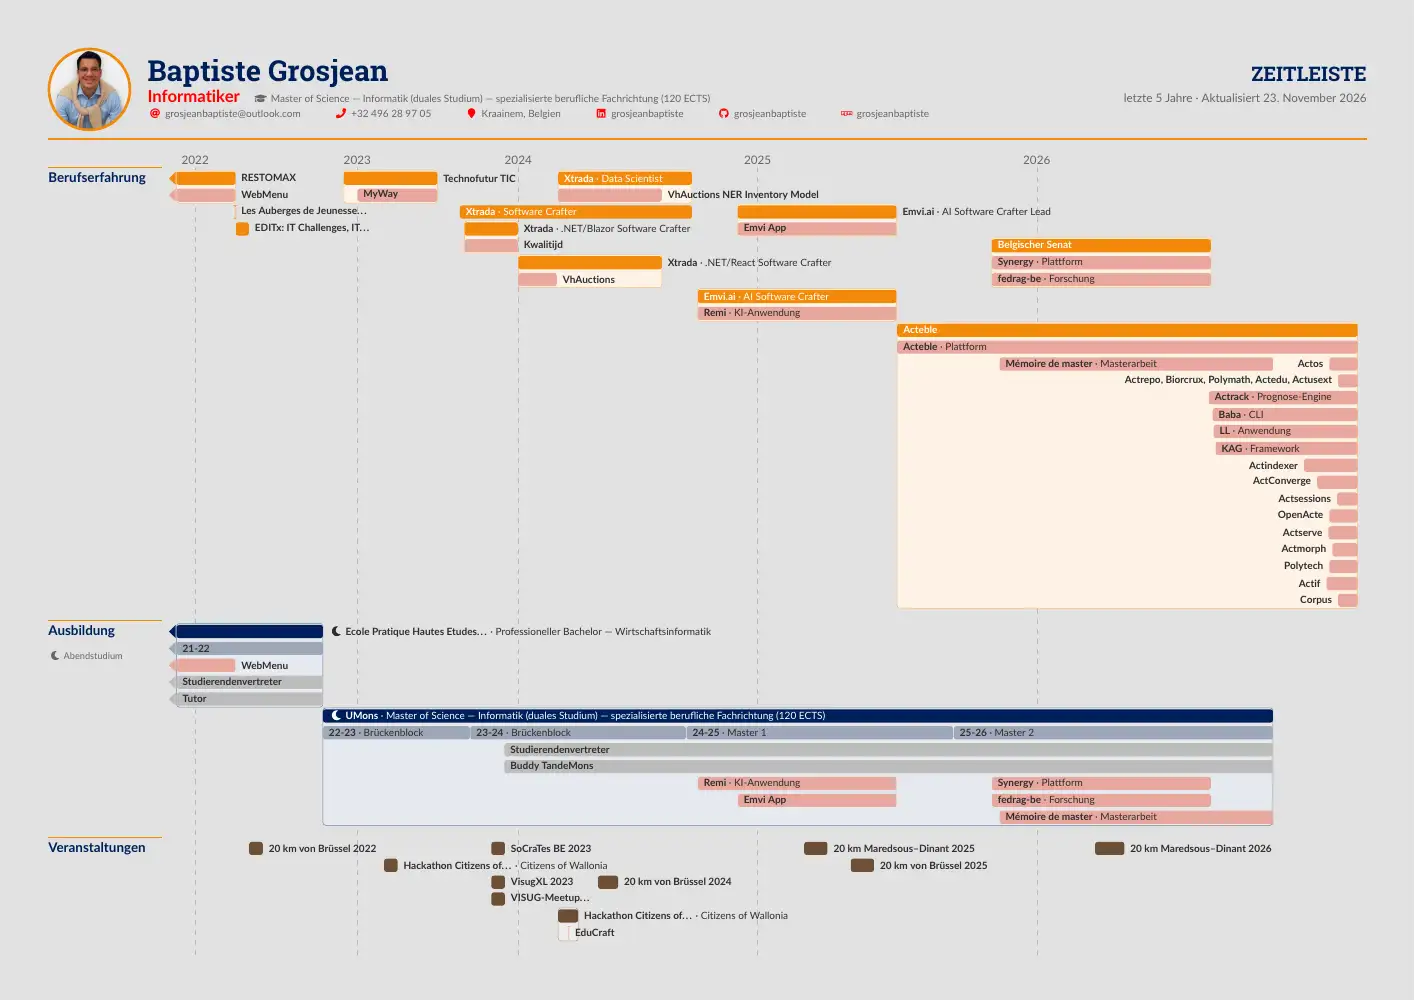 Baptiste Grosjean
ZEITLEISTE
Informatiker Master of Science — Informatik (duales Studium) — spezialisierte berufliche Fachrichtung (120 ECTS)
letzte 5 Jahre · Aktualisiert 23. November 2026
grosjeanbaptiste@outlook.com +32 496 28 97 05 Kraainem, Belgien grosjeanbaptiste grosjeanbaptiste grosjeanbaptiste
2022 2023 2024 2025 2026
Berufserfahrung
RESTOMAX Technofutur TIC Xtrada · Data Scientist
WebMenu MyWay VhAuctions NER Inventory Model
Les Auberges de Jeunesse… Xtrada · Software Crafter Emvi.ai · AI Software Crafter Lead
EDITx: IT Challenges, IT… Xtrada · .NET/Blazor Software Crafter Emvi App
Kwalitijd Belgischer Senat
Xtrada · .NET/React Software Crafter Synergy · Plattform
VhAuctions fedrag-be · Forschung
Emvi.ai · AI Software Crafter
Remi · KI-Anwendung
Acteble
Acteble · Plattform
Mémoire de master · Masterarbeit Actos
Actrepo, Biorcrux, Polymath, Actedu, Actusext
Actrack · Prognose-Engine
Baba · CLI
LL · Anwendung
KAG · Framework
Actindexer
ActConverge
Actsessions
OpenActe
Actserve
Actmorph
Polytech
Actif
Corpus
Ausbildung
Ecole Pratique Hautes Etudes… · Professioneller Bachelor — Wirtschaftsinformatik
21-22
Abendstudium
WebMenu
Studierendenvertreter
Tutor
UMons · Master of Science — Informatik (duales Studium) — spezialisierte berufliche Fachrichtung (120 ECTS)
22-23 · Brückenblock 23-24 · Brückenblock 24-25 · Master 1 25-26 · Master 2
Studierendenvertreter
Buddy TandeMons
Remi · KI-Anwendung Synergy · Plattform
Emvi App fedrag-be · Forschung
Mémoire de master · Masterarbeit
Veranstaltungen
20 km von Brüssel 2022 SoCraTes BE 2023 20 km Maredsous–Dinant 2025 20 km Maredsous–Dinant 2026
Hackathon Citizens of… · Citizens of Wallonia 20 km von Brüssel 2025
VisugXL 2023 20 km von Brüssel 2024
VISUG-Meetup…
Hackathon Citizens of… · Citizens of Wallonia
EduCraft